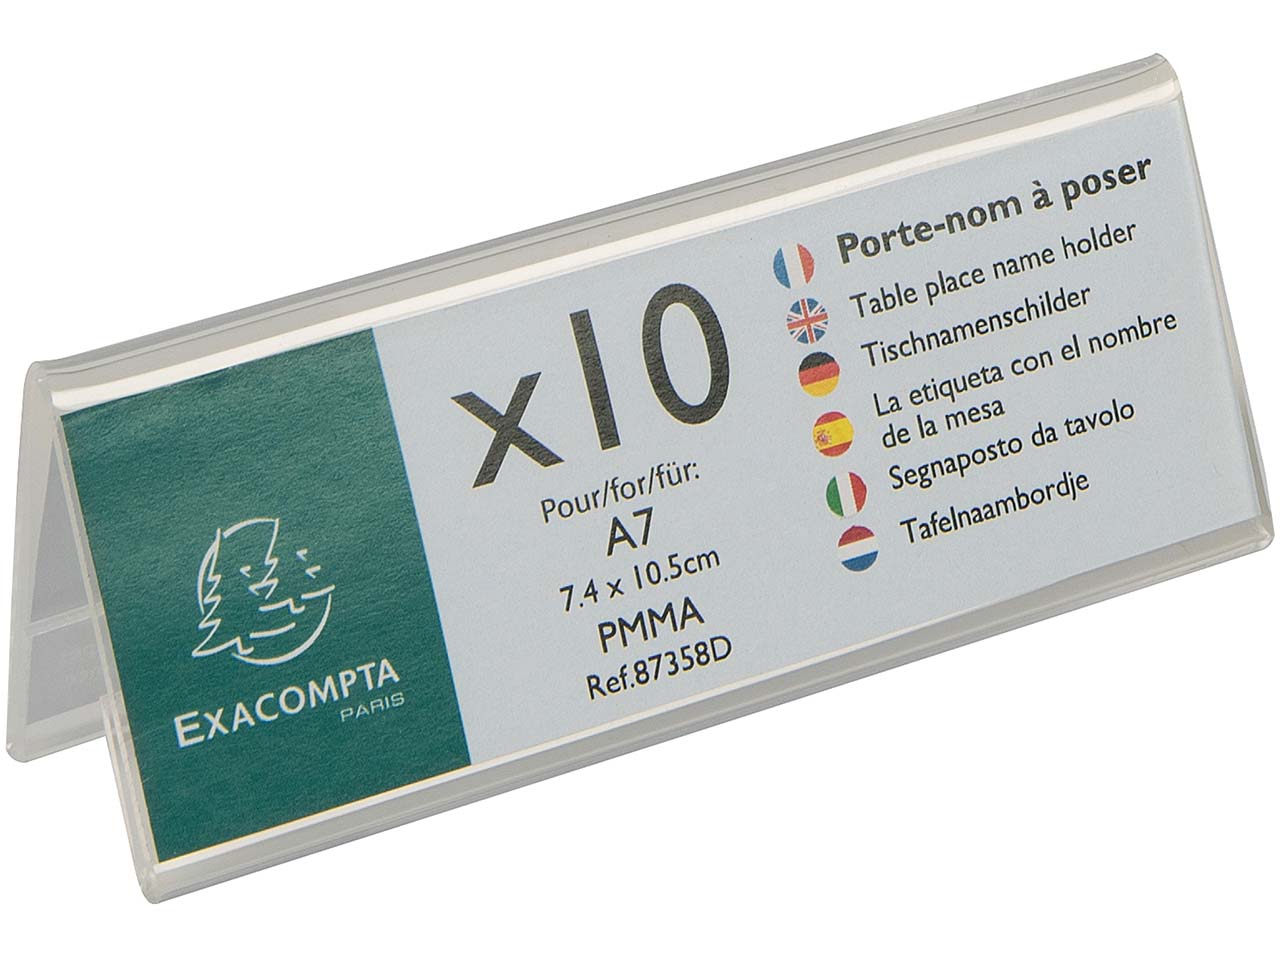 EXACOMPTA
PARIS
x10
Pour/for/für:
A7
7.4 x 10.5cm
PMMA
Ref.87358D
Porte-nom à poser
Table place name holder
Tischnamenschilder
La etiqueta con el nombre
de la mesa
Segnaposto da tavolo
Tafelnaambordje